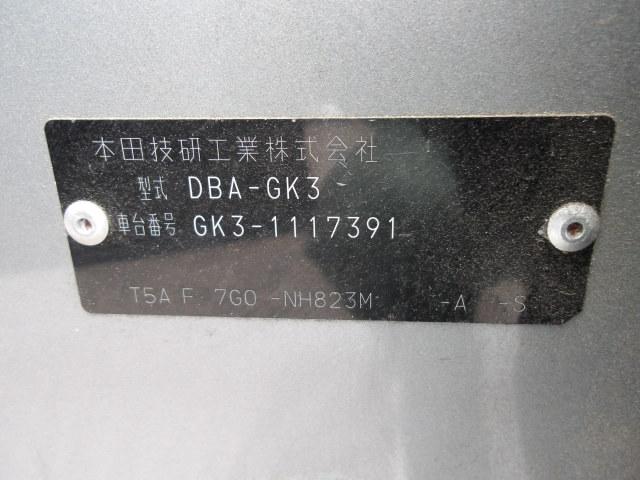 本田技研工業株式会社
型式 DBA-GK3
車台番号 GK3-1117391
T5A F 7G0 -NH823M -A -S